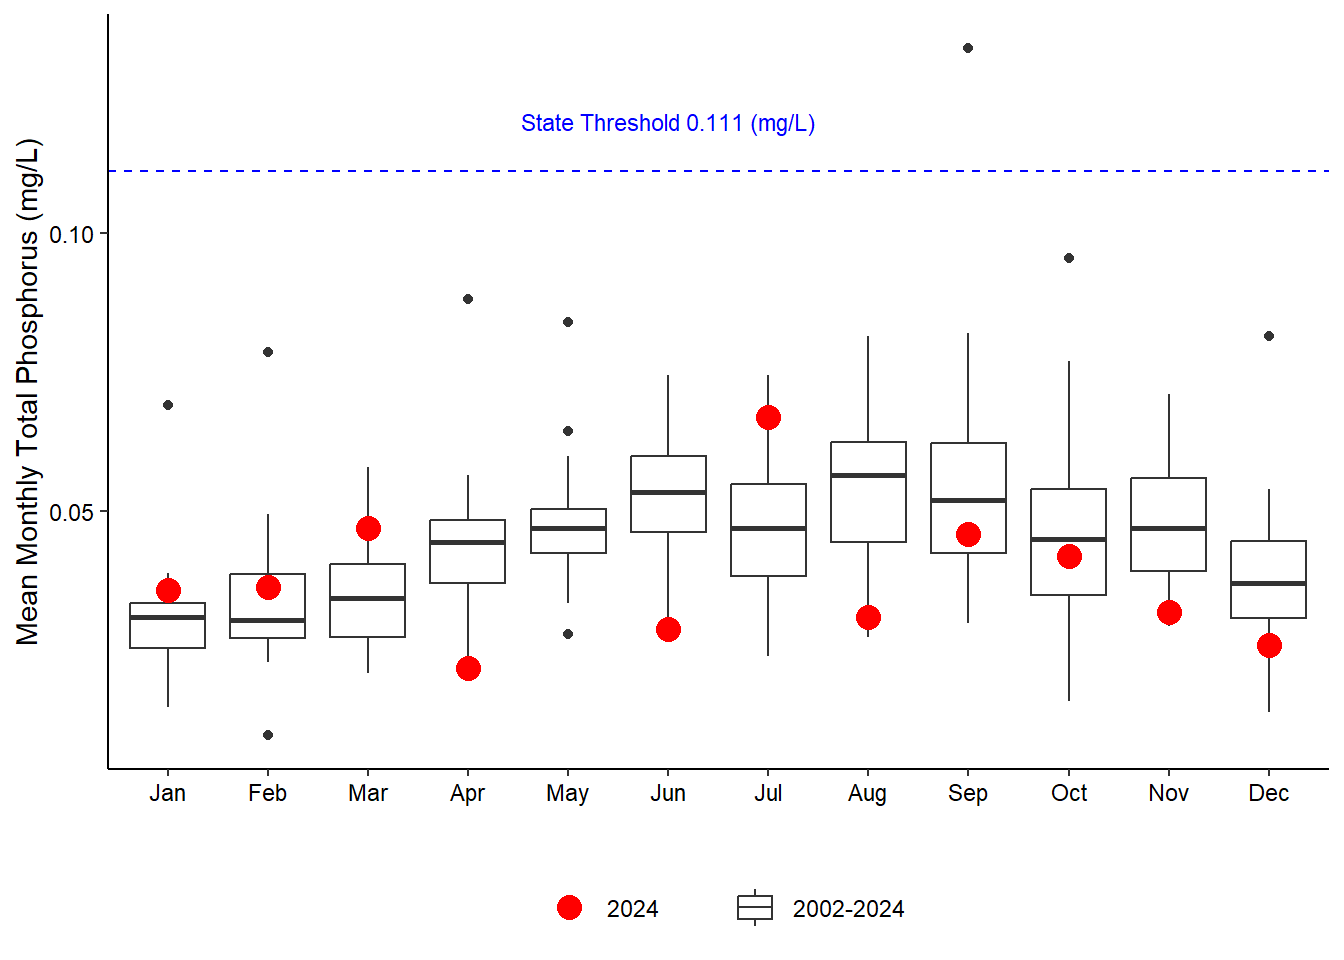 State Threshold 0.111 (mg/L)
Mean Monthly Total Phosphorus (mg/L)
0.10
0.05
Jan Feb Mar Apr May Jun Jul Aug Sep Oct Nov Dec
2024 2002-2024